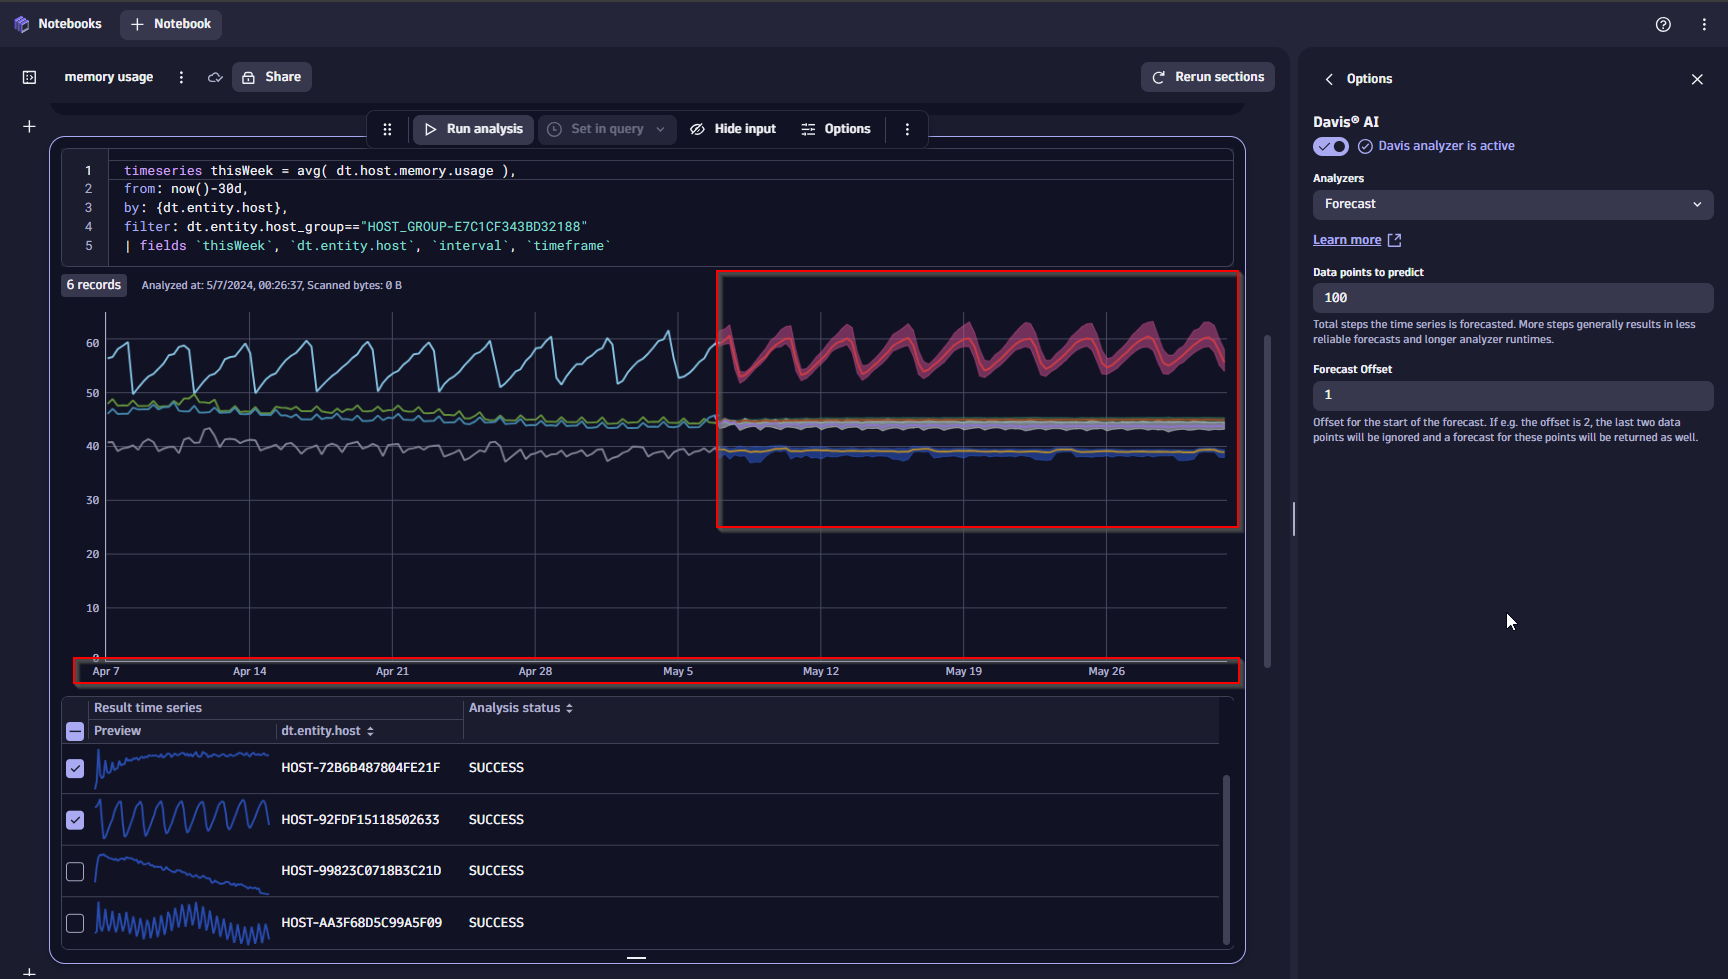 Notebooks
Notebook
memory usage
Share
Rerun sections
Run analysis
Set in query
Hide input
Options
1 timeseries thisWeek = avg( dt.host.memory.usage ),
2 from: now()-30d,
3 by: {dt.entity.host},
4 filter: dt.entity.host_group=="HOST_GROUP-E7C1CF343BD32188"
5 | fields `thisWeek`, `dt.entity.host`, `interval`, `timeframe`
6 records
Analyzed at: 5/7/2024, 00:26:37, Scanned bytes: 0 B
60
50
40
30
20
10
0
Apr 7 Apr 14 Apr 21 Apr 28 May 5 May 12 May 19 May 26
Result time series
Analysis status
Preview
dt.entity.host
HOST-72B6B487804FE21F SUCCESS
HOST-92FDF15118502633 SUCCESS
HOST-99823C0718B3C21D SUCCESS
HOST-AA3F68D5C99A5F09 SUCCESS
Options
Davis® AI
Davis analyzer is active
Analyzers
Forecast
Learn more
Data points to predict
100
Total steps the time series is forecasted. More steps generally results in less
reliable forecasts and longer analyzer runtimes.
Forecast Offset
1
Offset for the start of the forecast. If e.g. the offset is 2, the last two data
points will be ignored and a forecast for these points will be returned as well.